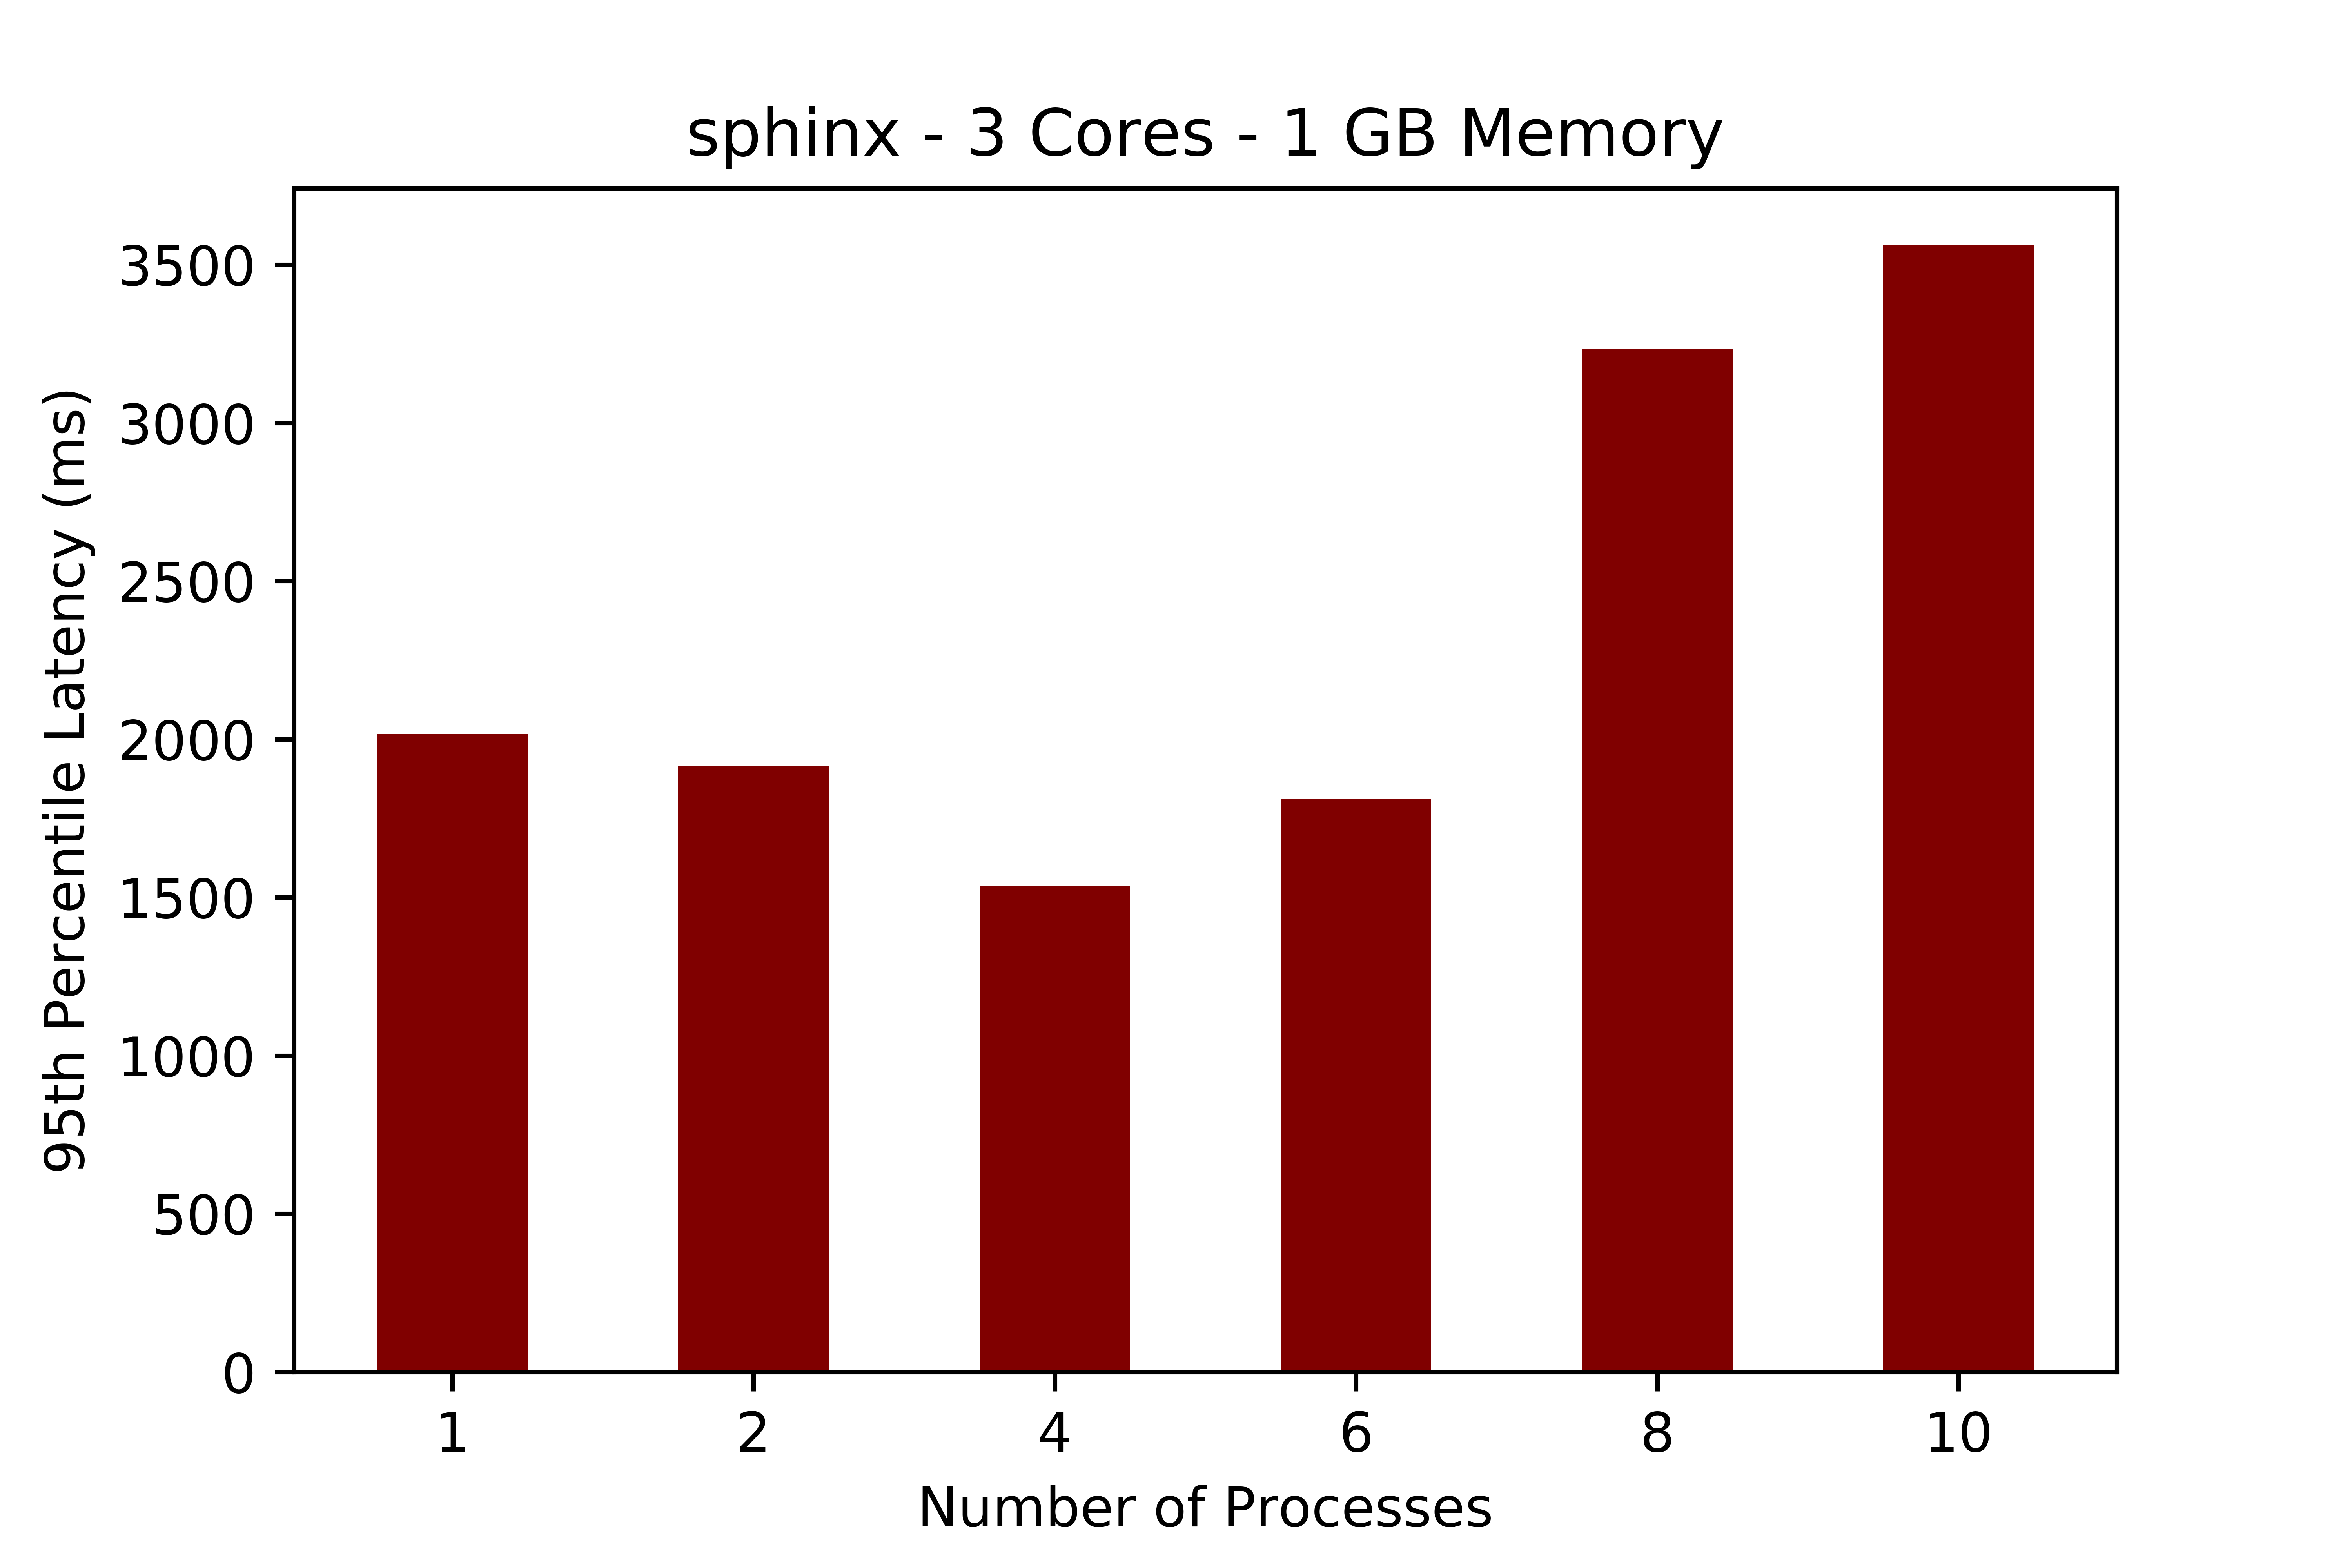 sphinx - 3 Cores - 1 GB Memory
95th Percentile Latency (ms)
3500
3000
2500
2000
1500
1000
500
0
1 2 4 6 8 10
Number of Processes